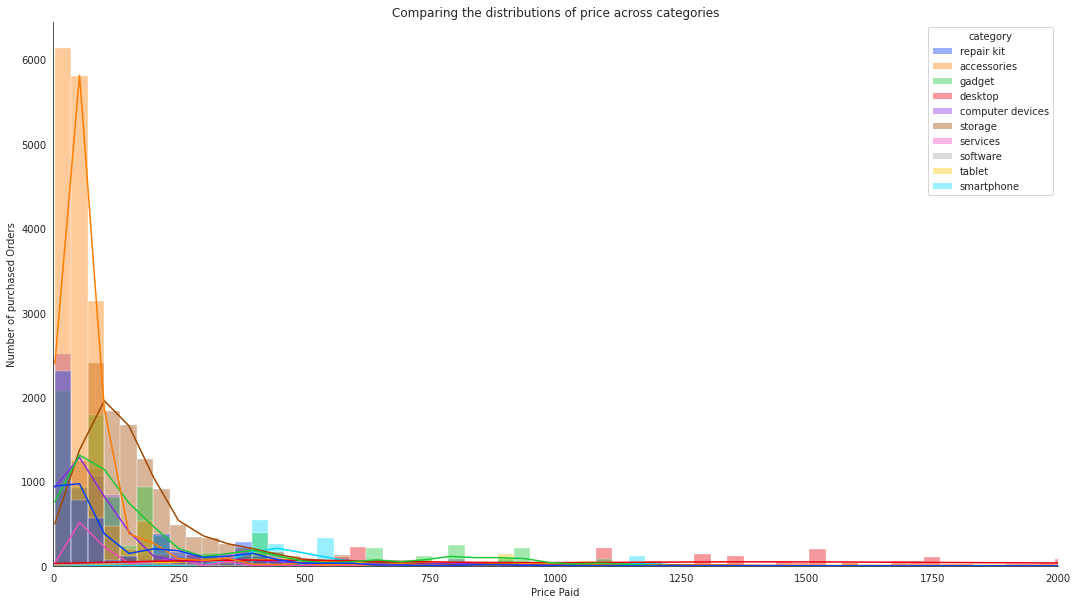 Comparing the distributions of price across categories
category
repair kit
accessories
gadget
desktop
computer devices
storage
services
software
tablet
smartphone
Number of purchased Orders
6000
5000
4000
3000
2000
1000
0
0
250
500
750
1000
1250
1500
1750
2000
Price Paid